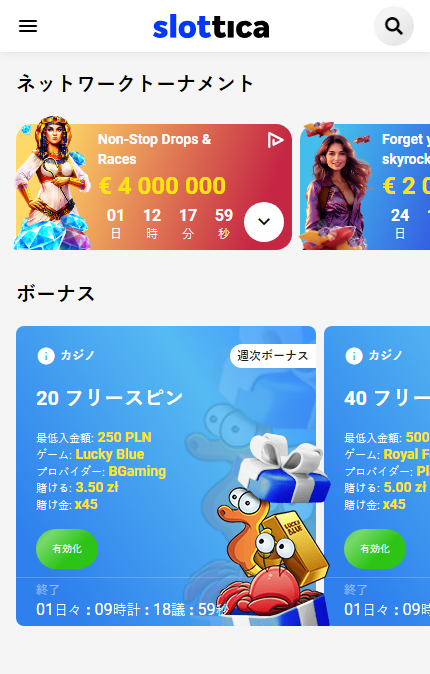 slottica
ネットワークトーナメント
Non-Stop Drops &
Races
€ 4 000 000
01 12 17 59
日 時 分 秒
Forget
skyrock
€ 2 0
24
日
ボーナス
カジノ
週次ボーナス
20 フリースピン
最低入金額: 250 PLN
ゲーム: Lucky Blue
プロバイダー: BGaming
賭ける: 3.50 zł
賭け金: x45
有効化
終了
01日々 : 09時計 : 18議 : 59秒
LUCKY
BLUE
カジノ
40 フリー
最低入金額: 500
ゲーム: Royal F
プロバイダー: Pl
賭ける: 5.00 zł
賭け金: x45
有効化
終了
01日々 : 09時